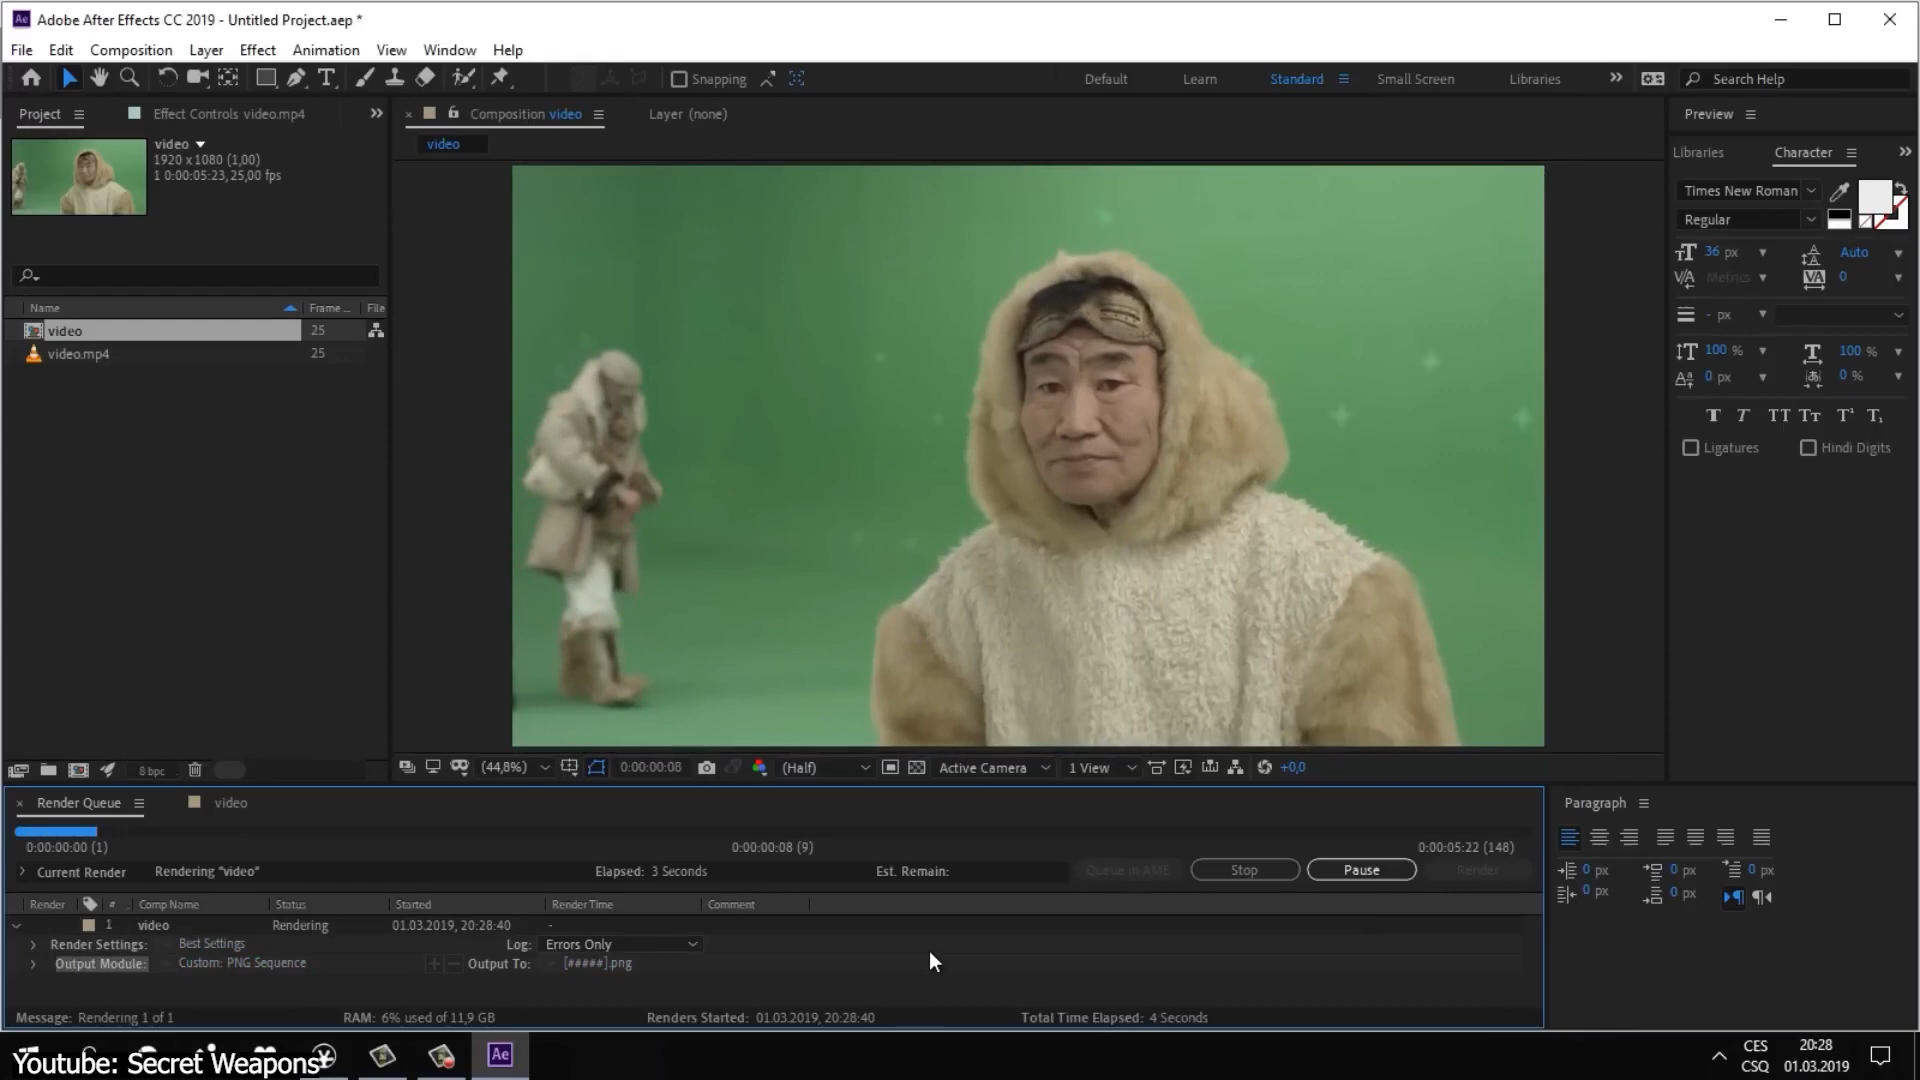 Adobe After Effects CC 2019 - Untitled Project.aep *
File Edit Composition Layer Effect Animation View Window Help
Snapping Default Learn Standard Small Screen Libraries Search Help
Project Effect Controls video.mp4
Composition video Layer (none)
Preview
video
1920 x 1080 (1,00)
1 0:00:05:23, 25,00 fps
video
Libraries Character
Times New Roman
Regular
36 px Auto
Metrics 0
- px
100 % 100 %
0 px 0 %
T T TT Tt T¹ T₁
Ligatures Hindi Digits
Name Frame ... File
video 25
video.mp4 25
8 bpc
(44,8%) 0:00:00:08 (Half) Active Camera 1 View +0,0
Render Queue video
0:00:00:00 (1) 0:00:00:08 (9) 0:00:05:22 (148)
Current Render Rendering "video" Elapsed: 3 Seconds Est. Remain: Queue in AME Stop Pause Render
Render # Comp Name Status Started Render Time Comment
1 video Rendering 01.03.2019, 20:28:40 -
Render Settings: Best Settings Log: Errors Only
Output Module: Custom: PNG Sequence Output To: [#####].png
Message: Rendering 1 of 1 RAM: 6% used of 11,9 GB Renders Started: 01.03.2019, 20:28:40 Total Time Elapsed: 4 Seconds
Paragraph
0 px 0 px 0 px
0 px 0 px
Youtube: Secret Weapons
Ae
CES 20:28
CSQ 01.03.2019